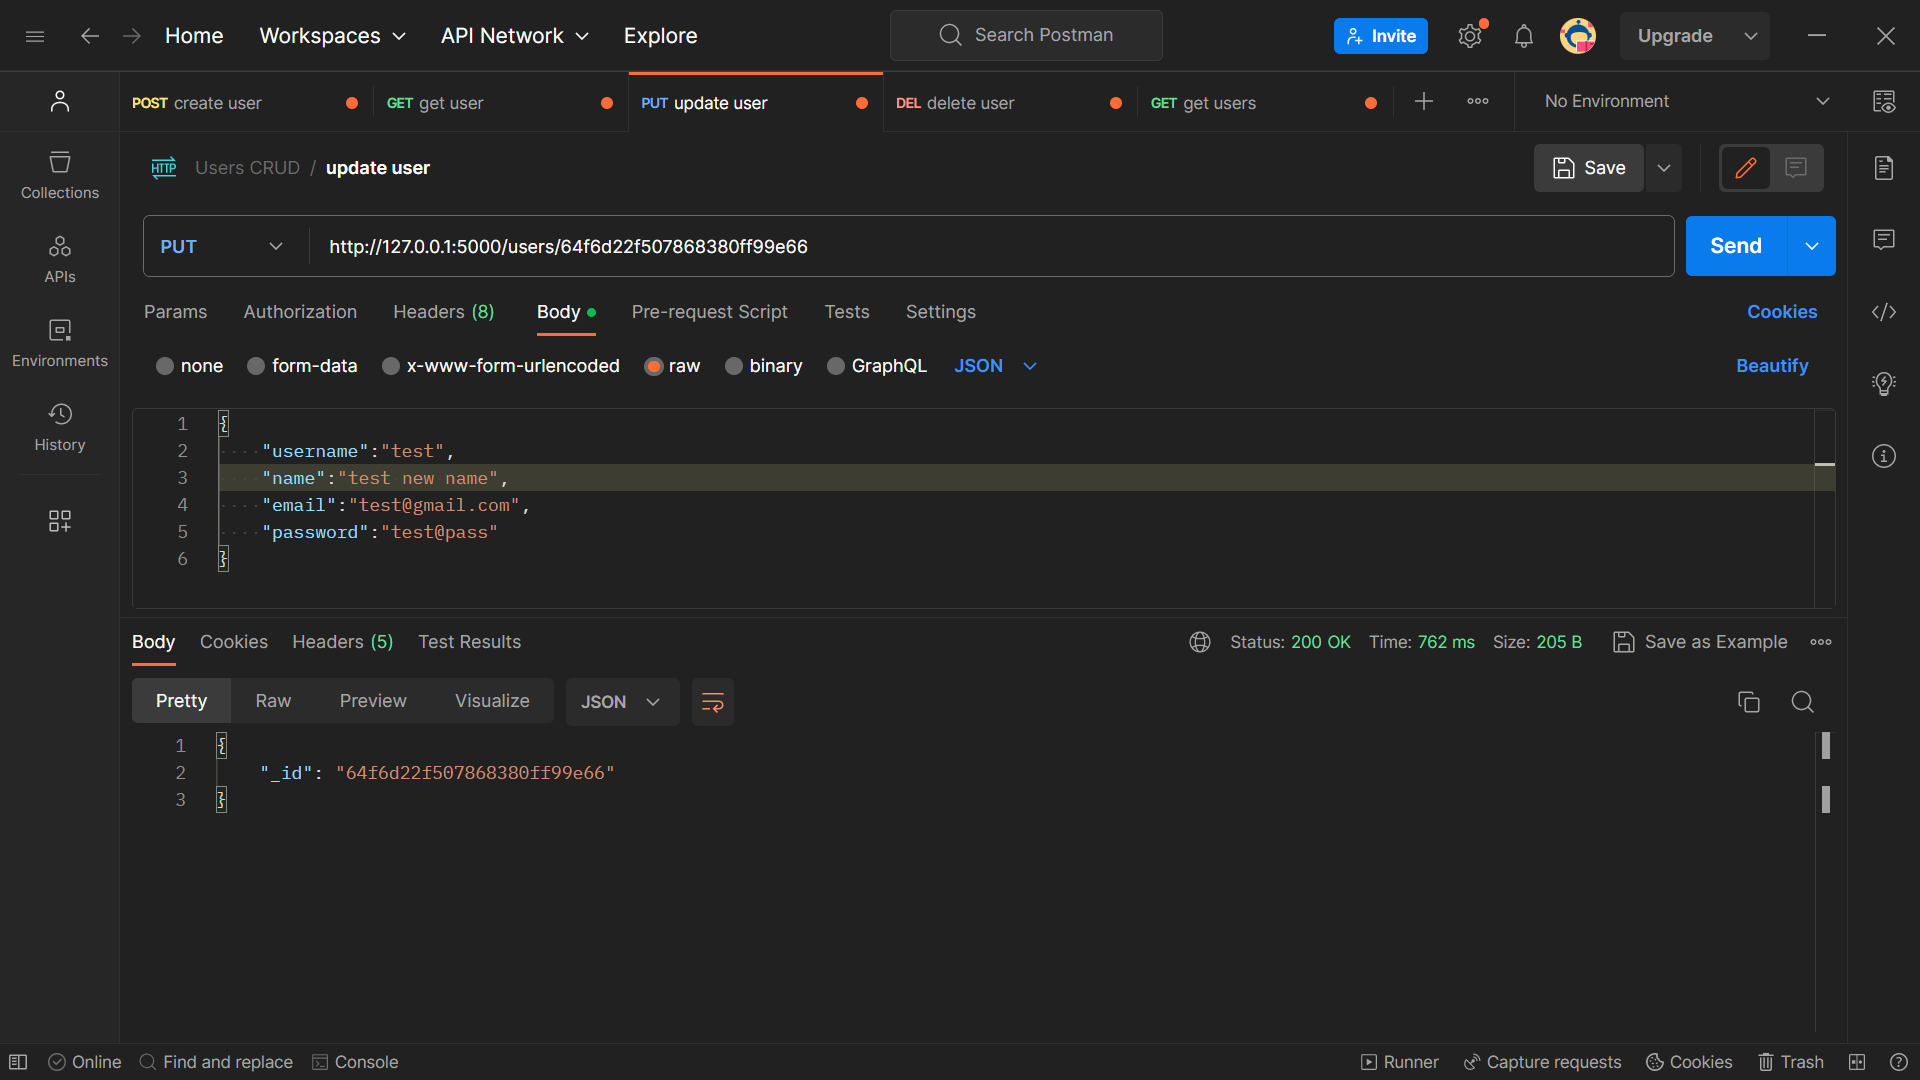 Home Workspaces API Network Explore Search Postman Invite Upgrade
POST create user GET get user PUT update user DEL delete user GET get users No Environment
HTTP Users CRUD / update user Save
Collections
PUT http://127.0.0.1:5000/users/64f6d22f507868380ff99e66 Send
APIs
Params Authorization Headers (8) Body Pre-request Script Tests Settings Cookies
Environments
none form-data x-www-form-urlencoded raw binary GraphQL JSON Beautify
History
1 {
2 "username":"test",
3 "name":"test new name",
4 "email":"test@gmail.com",
5 "password":"test@pass"
6 }
Body Cookies Headers (5) Test Results Status: 200 OK Time: 762 ms Size: 205 B Save as Example
Pretty Raw Preview Visualize JSON
1 {
2 "_id": "64f6d22f507868380ff99e66"
3 }
Online Find and replace Console Runner Capture requests Cookies Trash